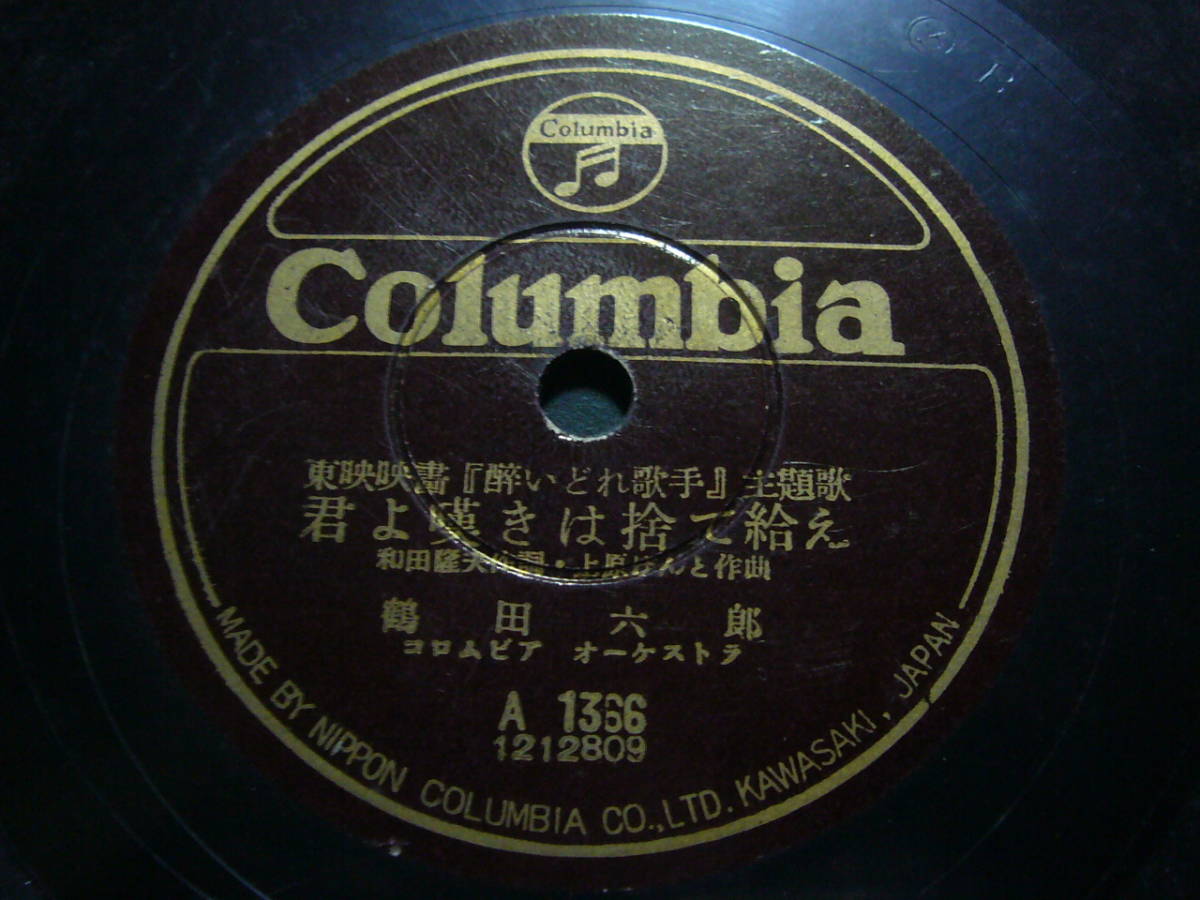 Columbia
Columbia
東映映畫『醉いどれ歌手』主題歌
君よ嘆きは捨て給え
和田隆夫作詞・上原げんと作曲
鶴田六郎
コロムビア オーケストラ
A 1366
1212809
MADE BY NIPPON COLUMBIA CO.,LTD. KAWASAKI, JAPAN